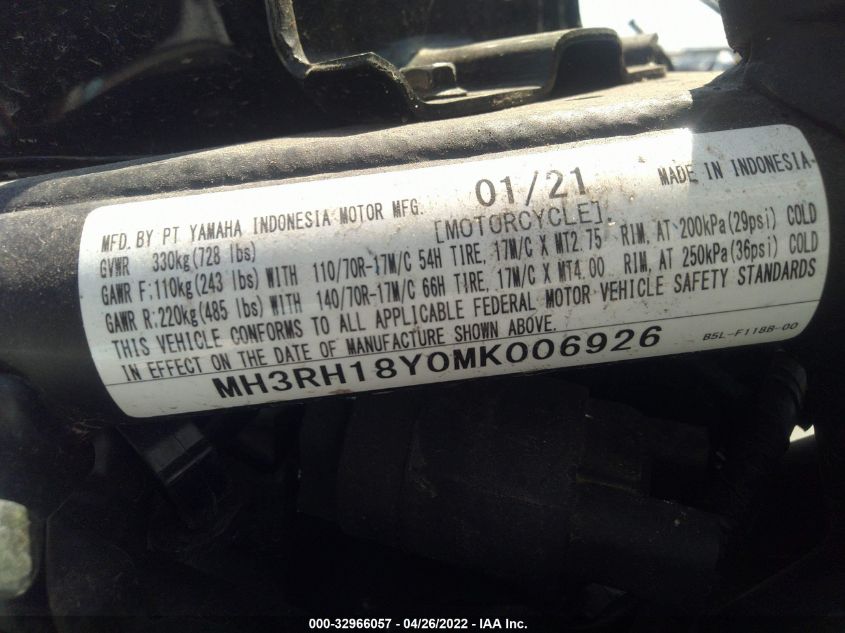 MFD. BY PT YAMAHA INDONESIA MOTOR MFG. 01/21 MADE IN INDONESIA
GVWR 330kg(728 lbs) [MOTORCYCLE].
GAWR F:110kg(243 lbs) WITH 110/70R-17M/C 54H TIRE, 17M/C X MT2.75 RIM, AT 200kPa(29psi) COLD
GAWR R:220kg(485 lbs) WITH 140/70R-17M/C 66H TIRE, 17M/C X MT4.00 RIM, AT 250kPa(36psi) COLD
THIS VEHICLE CONFORMS TO ALL APPLICABLE FEDERAL MOTOR VEHICLE SAFETY STANDARDS
IN EFFECT ON THE DATE OF MANUFACTURE SHOWN ABOVE.
B5L-F118B-00
MH3RH18Y0MK006926
000-32966057 - 04/26/2022 - IAA Inc.